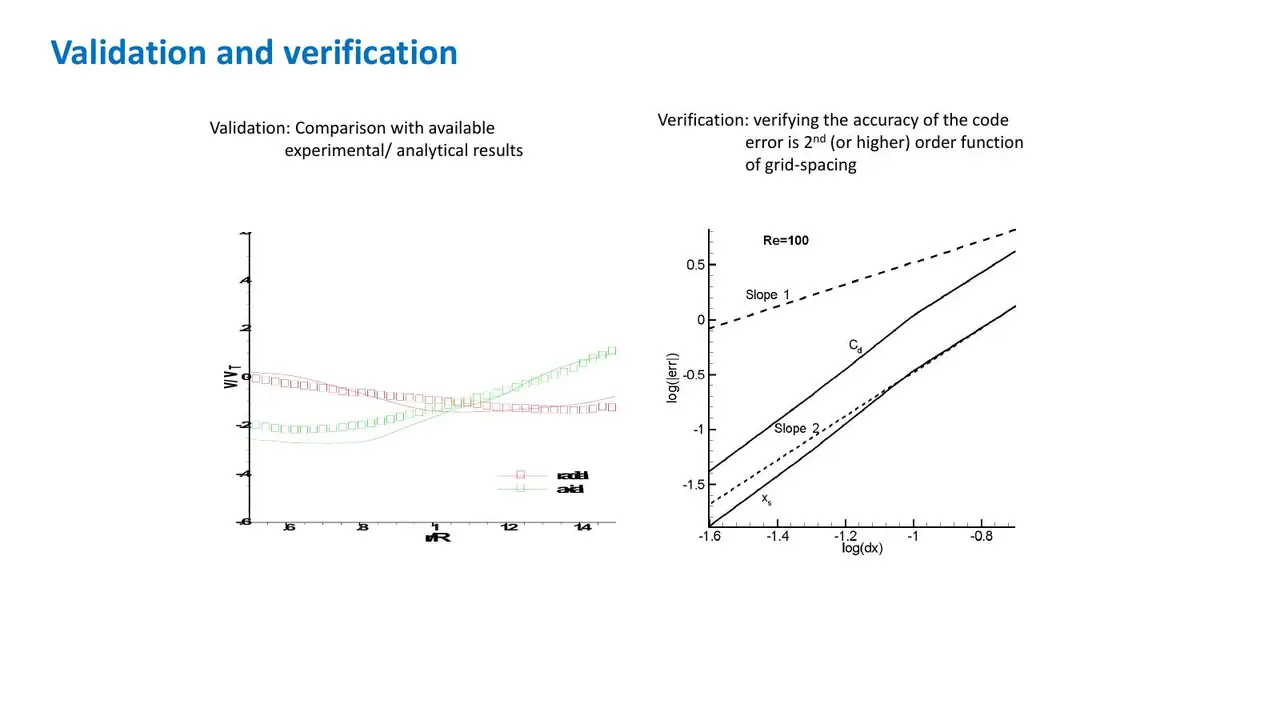 Validation and verification
Validation: Comparison with available
experimental/ analytical results
Verification: verifying the accuracy of the code
error is 2nd (or higher) order function
of grid-spacing
.4
.2
0
-.2
-.4
-.6
V/VT
.6
.8
1
1.2
1.4
r/R
radial
axial
Re=100
0.5
0
-0.5
-1
-1.5
log(|err|)
Slope 1
Cd
Slope 2
xs
-1.6
-1.4
-1.2
-1
-0.8
log(dx)